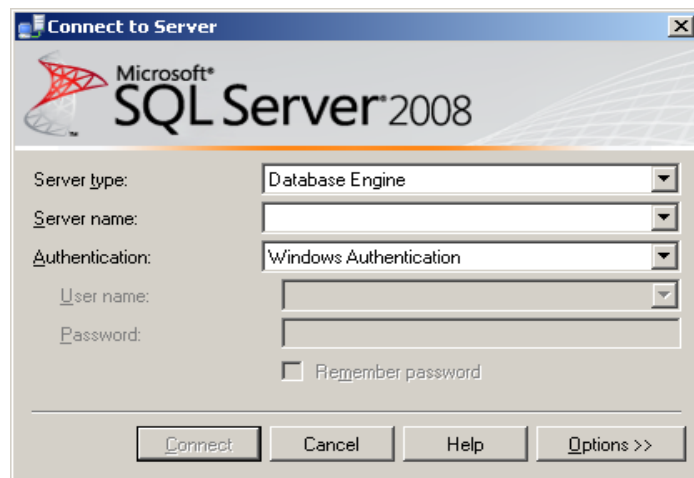 Connect to Server
Microsoft®
SQL Server® 2008
Server type: Database Engine
Server name:
Authentication: Windows Authentication
User name:
Password:
Remember password
Connect Cancel Help Options >>